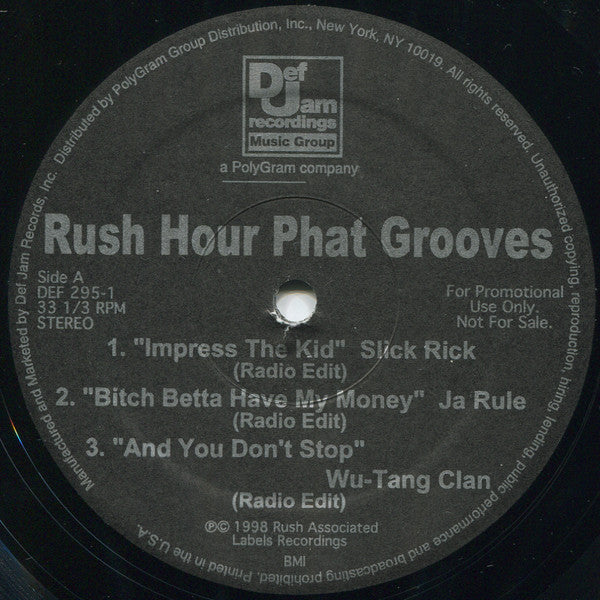 Manufactured and Marketed by Def Jam Records, Inc. Distributed by PolyGram Group Distribution, Inc., New York, NY 10019. All rights reserved. Unauthorized copying, reproduction, hiring, lending, public performance and broadcasting prohibited. Printed in the U.S.A.
Def
Jam
recordings
Music Group
a PolyGram company
Rush Hour Phat Grooves
Side A
DEF 295-1
33 1/3 RPM
STEREO
For Promotional
Use Only.
Not For Sale.
1. "Impress The Kid" Slick Rick
(Radio Edit)
2. "Bitch Betta Have My Money" Ja Rule
(Radio Edit)
3. "And You Don't Stop"
Wu-Tang Clan
(Radio Edit)
℗© 1998 Rush Associated
Labels Recordings
BMI